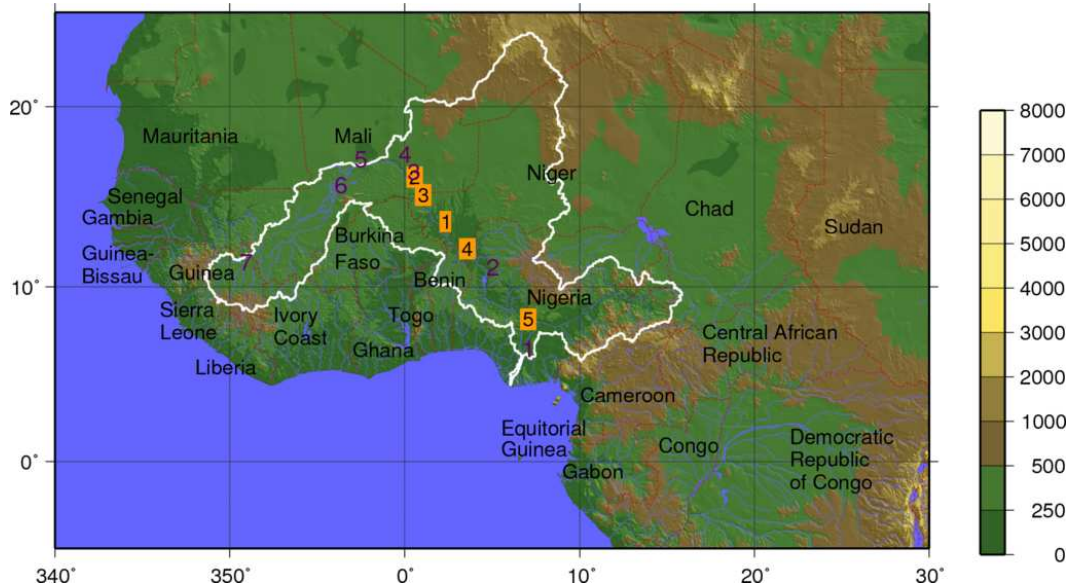 8000
7000
6000
5000
4000
3000
2000
1000
500
250
0
20˚
10˚
0˚
340˚
350˚
0˚
10˚
20˚
30˚
Mauritania
Mali
Niger
Chad
Sudan
Senegal
Gambia
Guinea-
Bissau
Guinea
Sierra
Leone
Liberia
Ivory
Coast
Burkina
Faso
Ghana
Togo
Benin
Nigeria
Cameroon
Central African
Republic
Equitorial
Guinea
Gabon
Congo
Democratic
Republic
of Congo
5
4
3
2
6
3
1
4
2
7
5
1